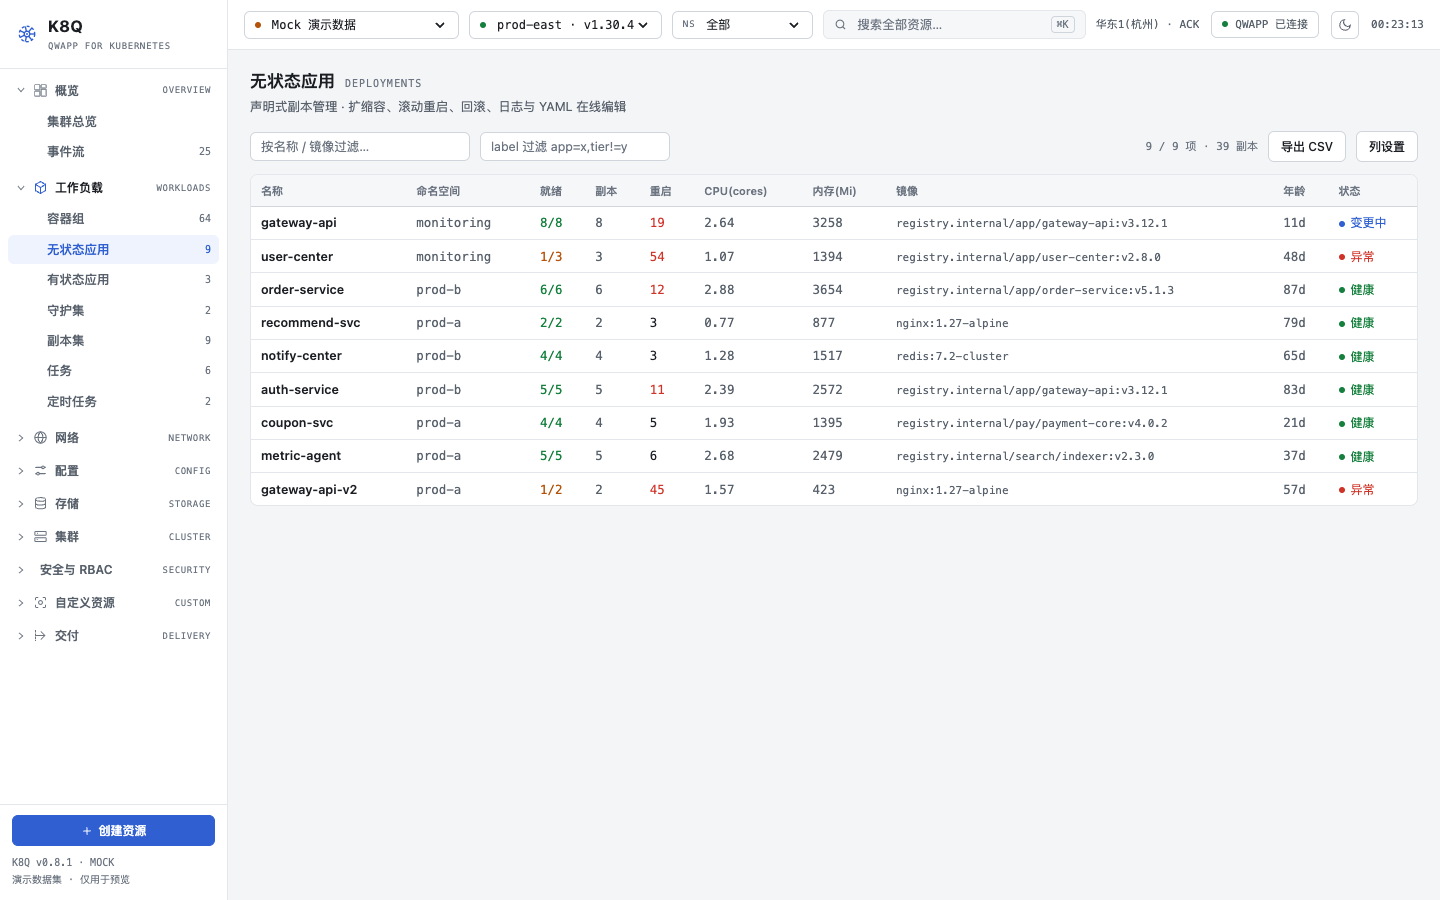 K8Q
QWAPP FOR KUBERNETES
概览 OVERVIEW
集群总览
事件流 25
工作负载 WORKLOADS
容器组 64
无状态应用 9
有状态应用 3
守护集 2
副本集 9
任务 6
定时任务 2
网络 NETWORK
配置 CONFIG
存储 STORAGE
集群 CLUSTER
安全与 RBAC SECURITY
自定义资源 CUSTOM
交付 DELIVERY
+ 创建资源
K8Q v0.8.1 · MOCK
演示数据集 · 仅用于预览
Mock 演示数据 prod-east · v1.30.4 NS 全部 搜索全部资源... ⌘K 华东1(杭州) · ACK QWAPP 已连接 00:23:13
无状态应用 DEPLOYMENTS
声明式副本管理 · 扩缩容、滚动重启、回滚、日志与 YAML 在线编辑
按名称 / 镜像过滤... label 过滤 app=x,tier!=y 9 / 9 项 · 39 副本 导出 CSV 列设置
名称 命名空间 就绪 副本 重启 CPU(cores) 内存(Mi) 镜像 年龄 状态
gateway-api monitoring 8/8 8 19 2.64 3258 registry.internal/app/gateway-api:v3.12.1 11d 变更中
user-center monitoring 1/3 3 54 1.07 1394 registry.internal/app/user-center:v2.8.0 48d 异常
order-service prod-b 6/6 6 12 2.88 3654 registry.internal/app/order-service:v5.1.3 87d 健康
recommend-svc prod-a 2/2 2 3 0.77 877 nginx:1.27-alpine 79d 健康
notify-center prod-b 4/4 4 3 1.28 1517 redis:7.2-cluster 65d 健康
auth-service prod-b 5/5 5 11 2.39 2572 registry.internal/app/gateway-api:v3.12.1 83d 健康
coupon-svc prod-a 4/4 4 5 1.93 1395 registry.internal/pay/payment-core:v4.0.2 21d 健康
metric-agent prod-a 5/5 5 6 2.68 2479 registry.internal/search/indexer:v2.3.0 37d 健康
gateway-api-v2 prod-a 1/2 2 45 1.57 423 nginx:1.27-alpine 57d 异常